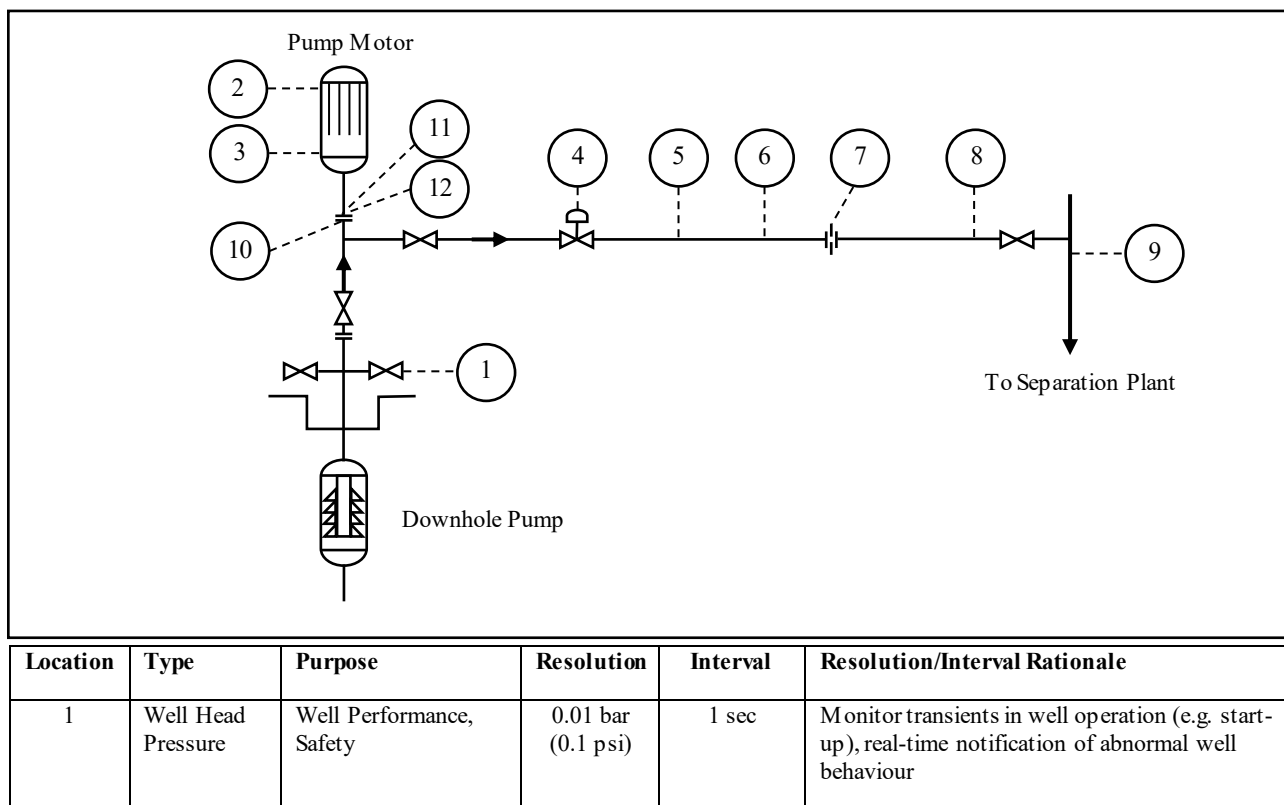 Pump Motor
2
11
3
4
5
6
7
8
12
10
9
1
To Separation Plant
Downhole Pump
Location Type Purpose Resolution Interval Resolution/Interval Rationale
1 Well Head Well Performance, 0.01 bar 1 sec Monitor transients in well operation (e.g. start-
Pressure Safety (0.1 psi) up), real-time notification of abnormal well
behaviour